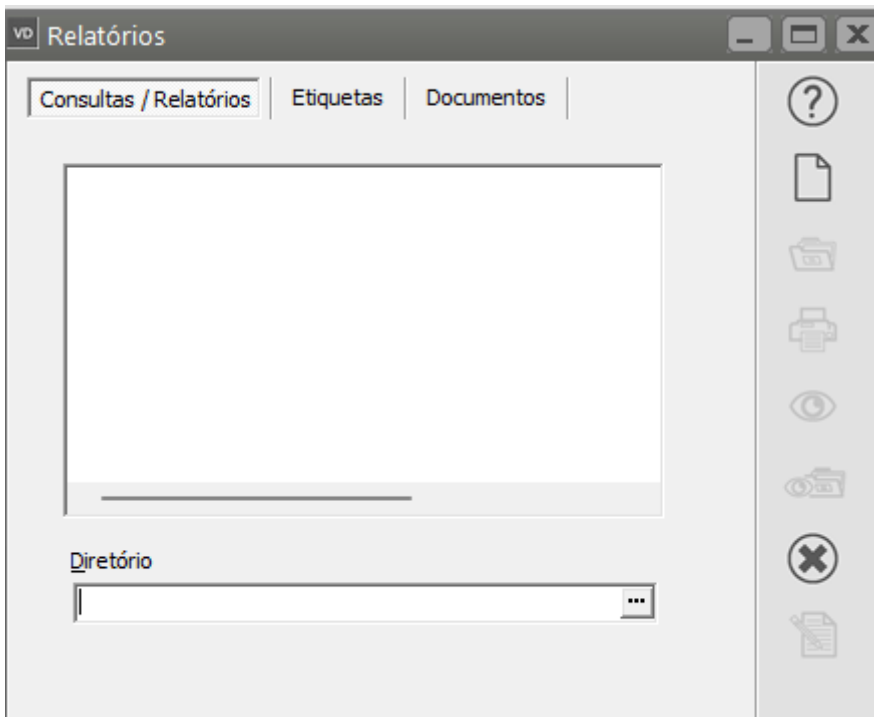 VD Relatórios
Consultas / Relatórios Etiquetas Documentos
Diretório